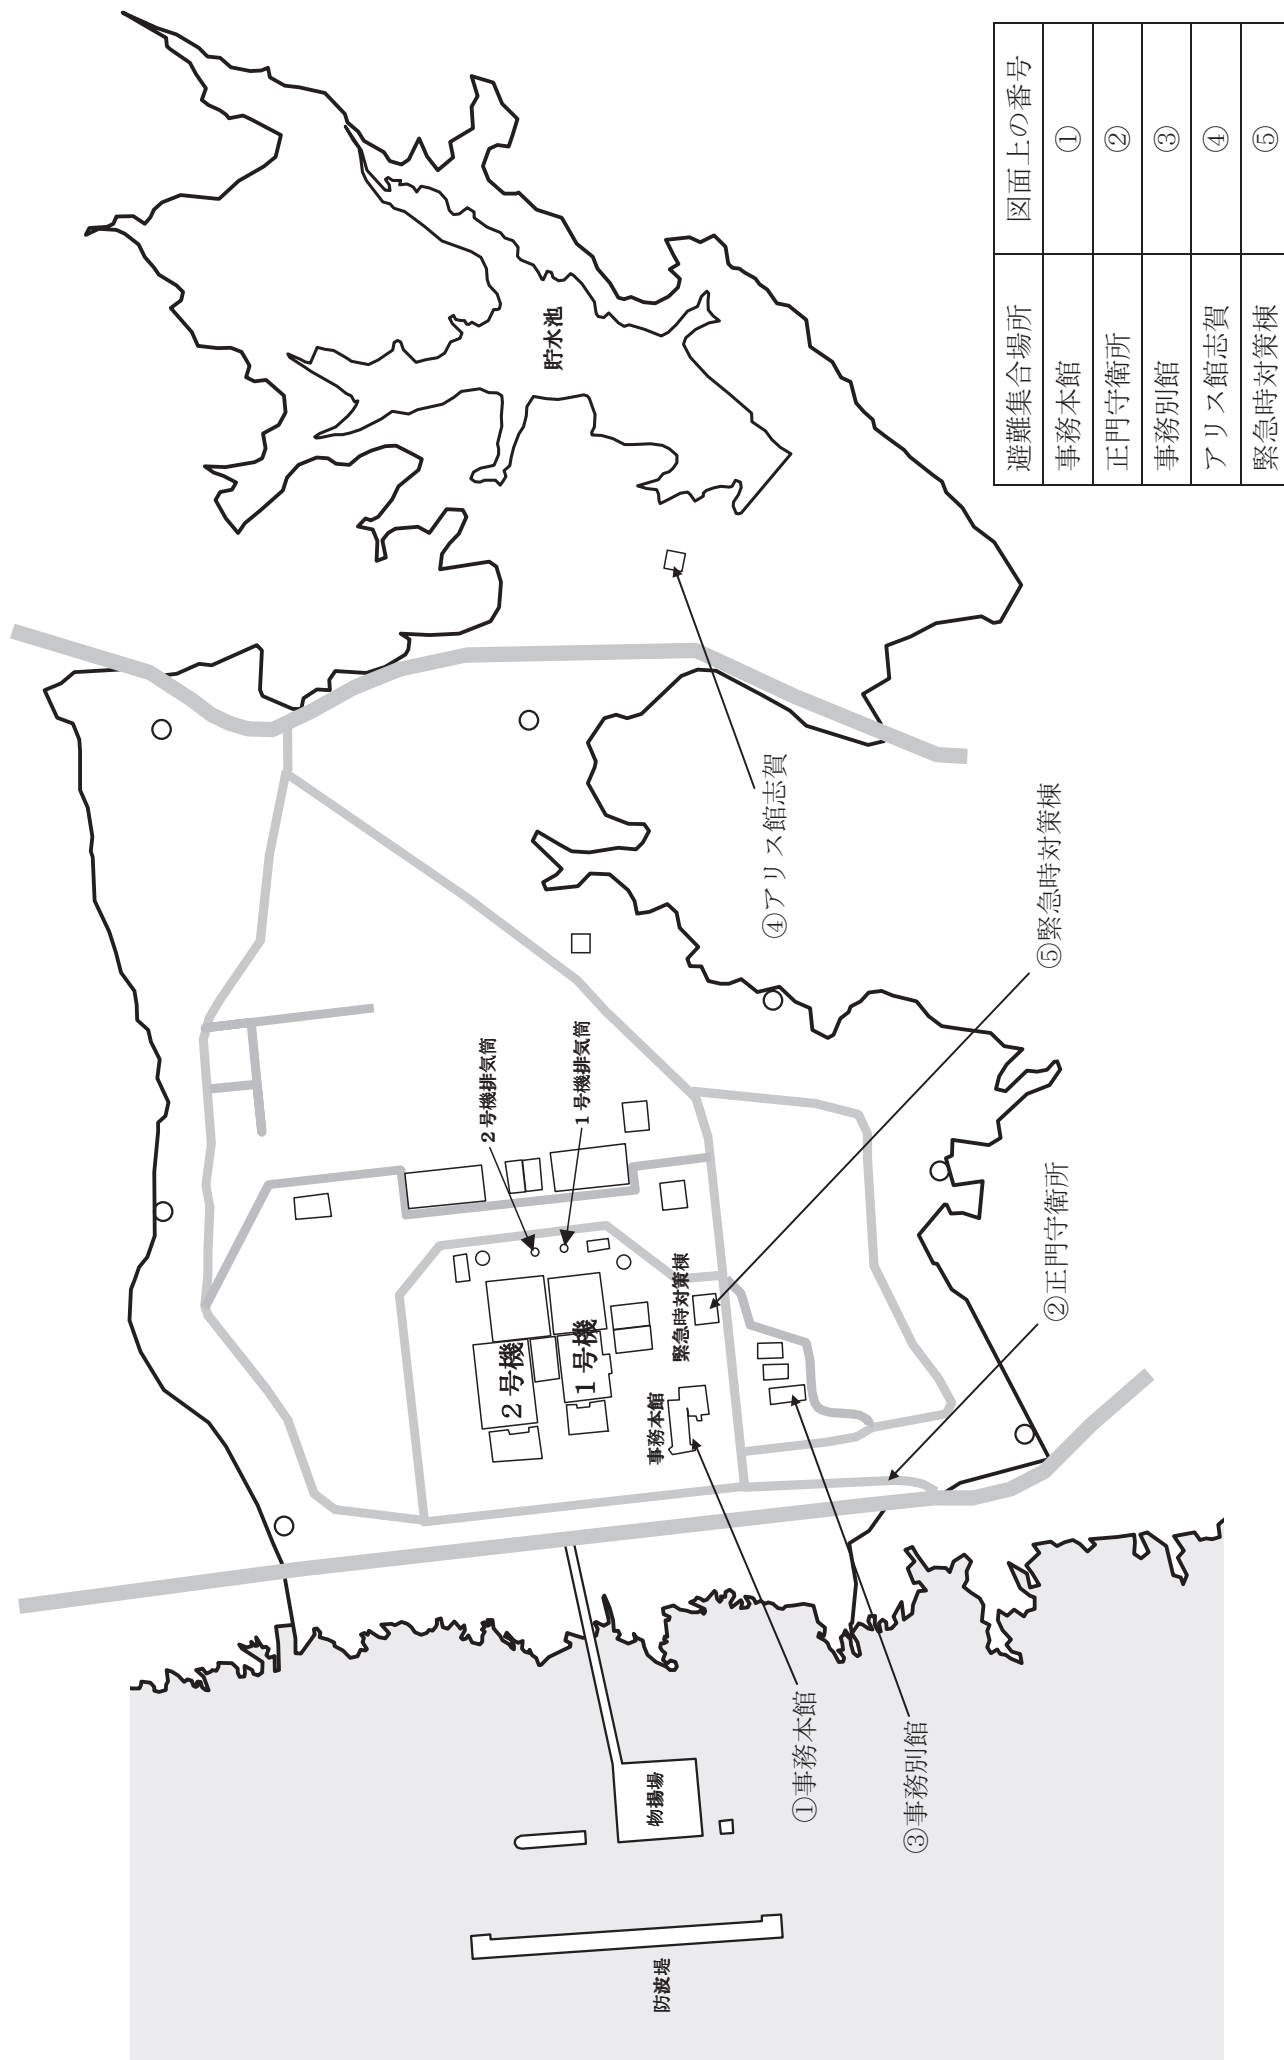 避難集合場所 図面上の番号
事務本館 ①
正門守衛所 ②
事務別館 ③
アリス館志賀 ④
緊急時対策棟 ⑤
貯水池
④アリス館志賀
⑤緊急時対策棟
2号機排気筒
1号機排気筒
②正門守衛所
緊急時対策棟
2号機
1号機
事務本館
①事務本館
③事務別館
物揚場
防波堤